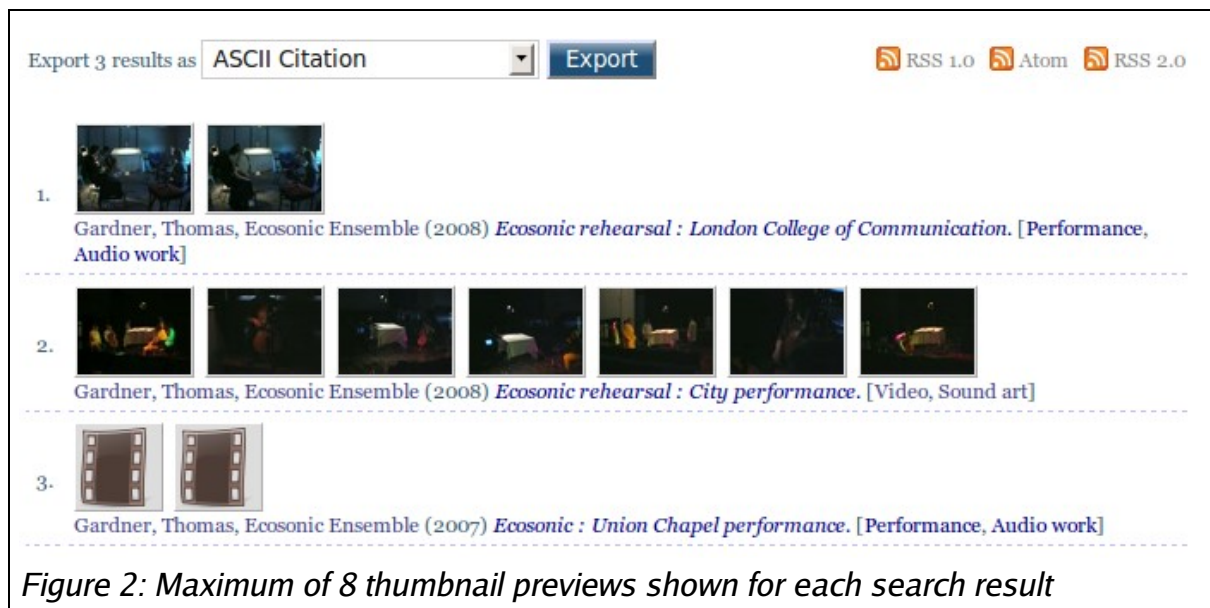 Export 3 results as ASCII Citation Export RSS 1.0 Atom RSS 2.0
1.
Gardner, Thomas, Ecosonic Ensemble (2008) Ecosonic rehearsal : London College of Communication. [Performance,
Audio work]
2.
Gardner, Thomas, Ecosonic Ensemble (2008) Ecosonic rehearsal : City performance. [Video, Sound art]
3.
Gardner, Thomas, Ecosonic Ensemble (2007) Ecosonic : Union Chapel performance. [Performance, Audio work]
Figure 2: Maximum of 8 thumbnail previews shown for each search result